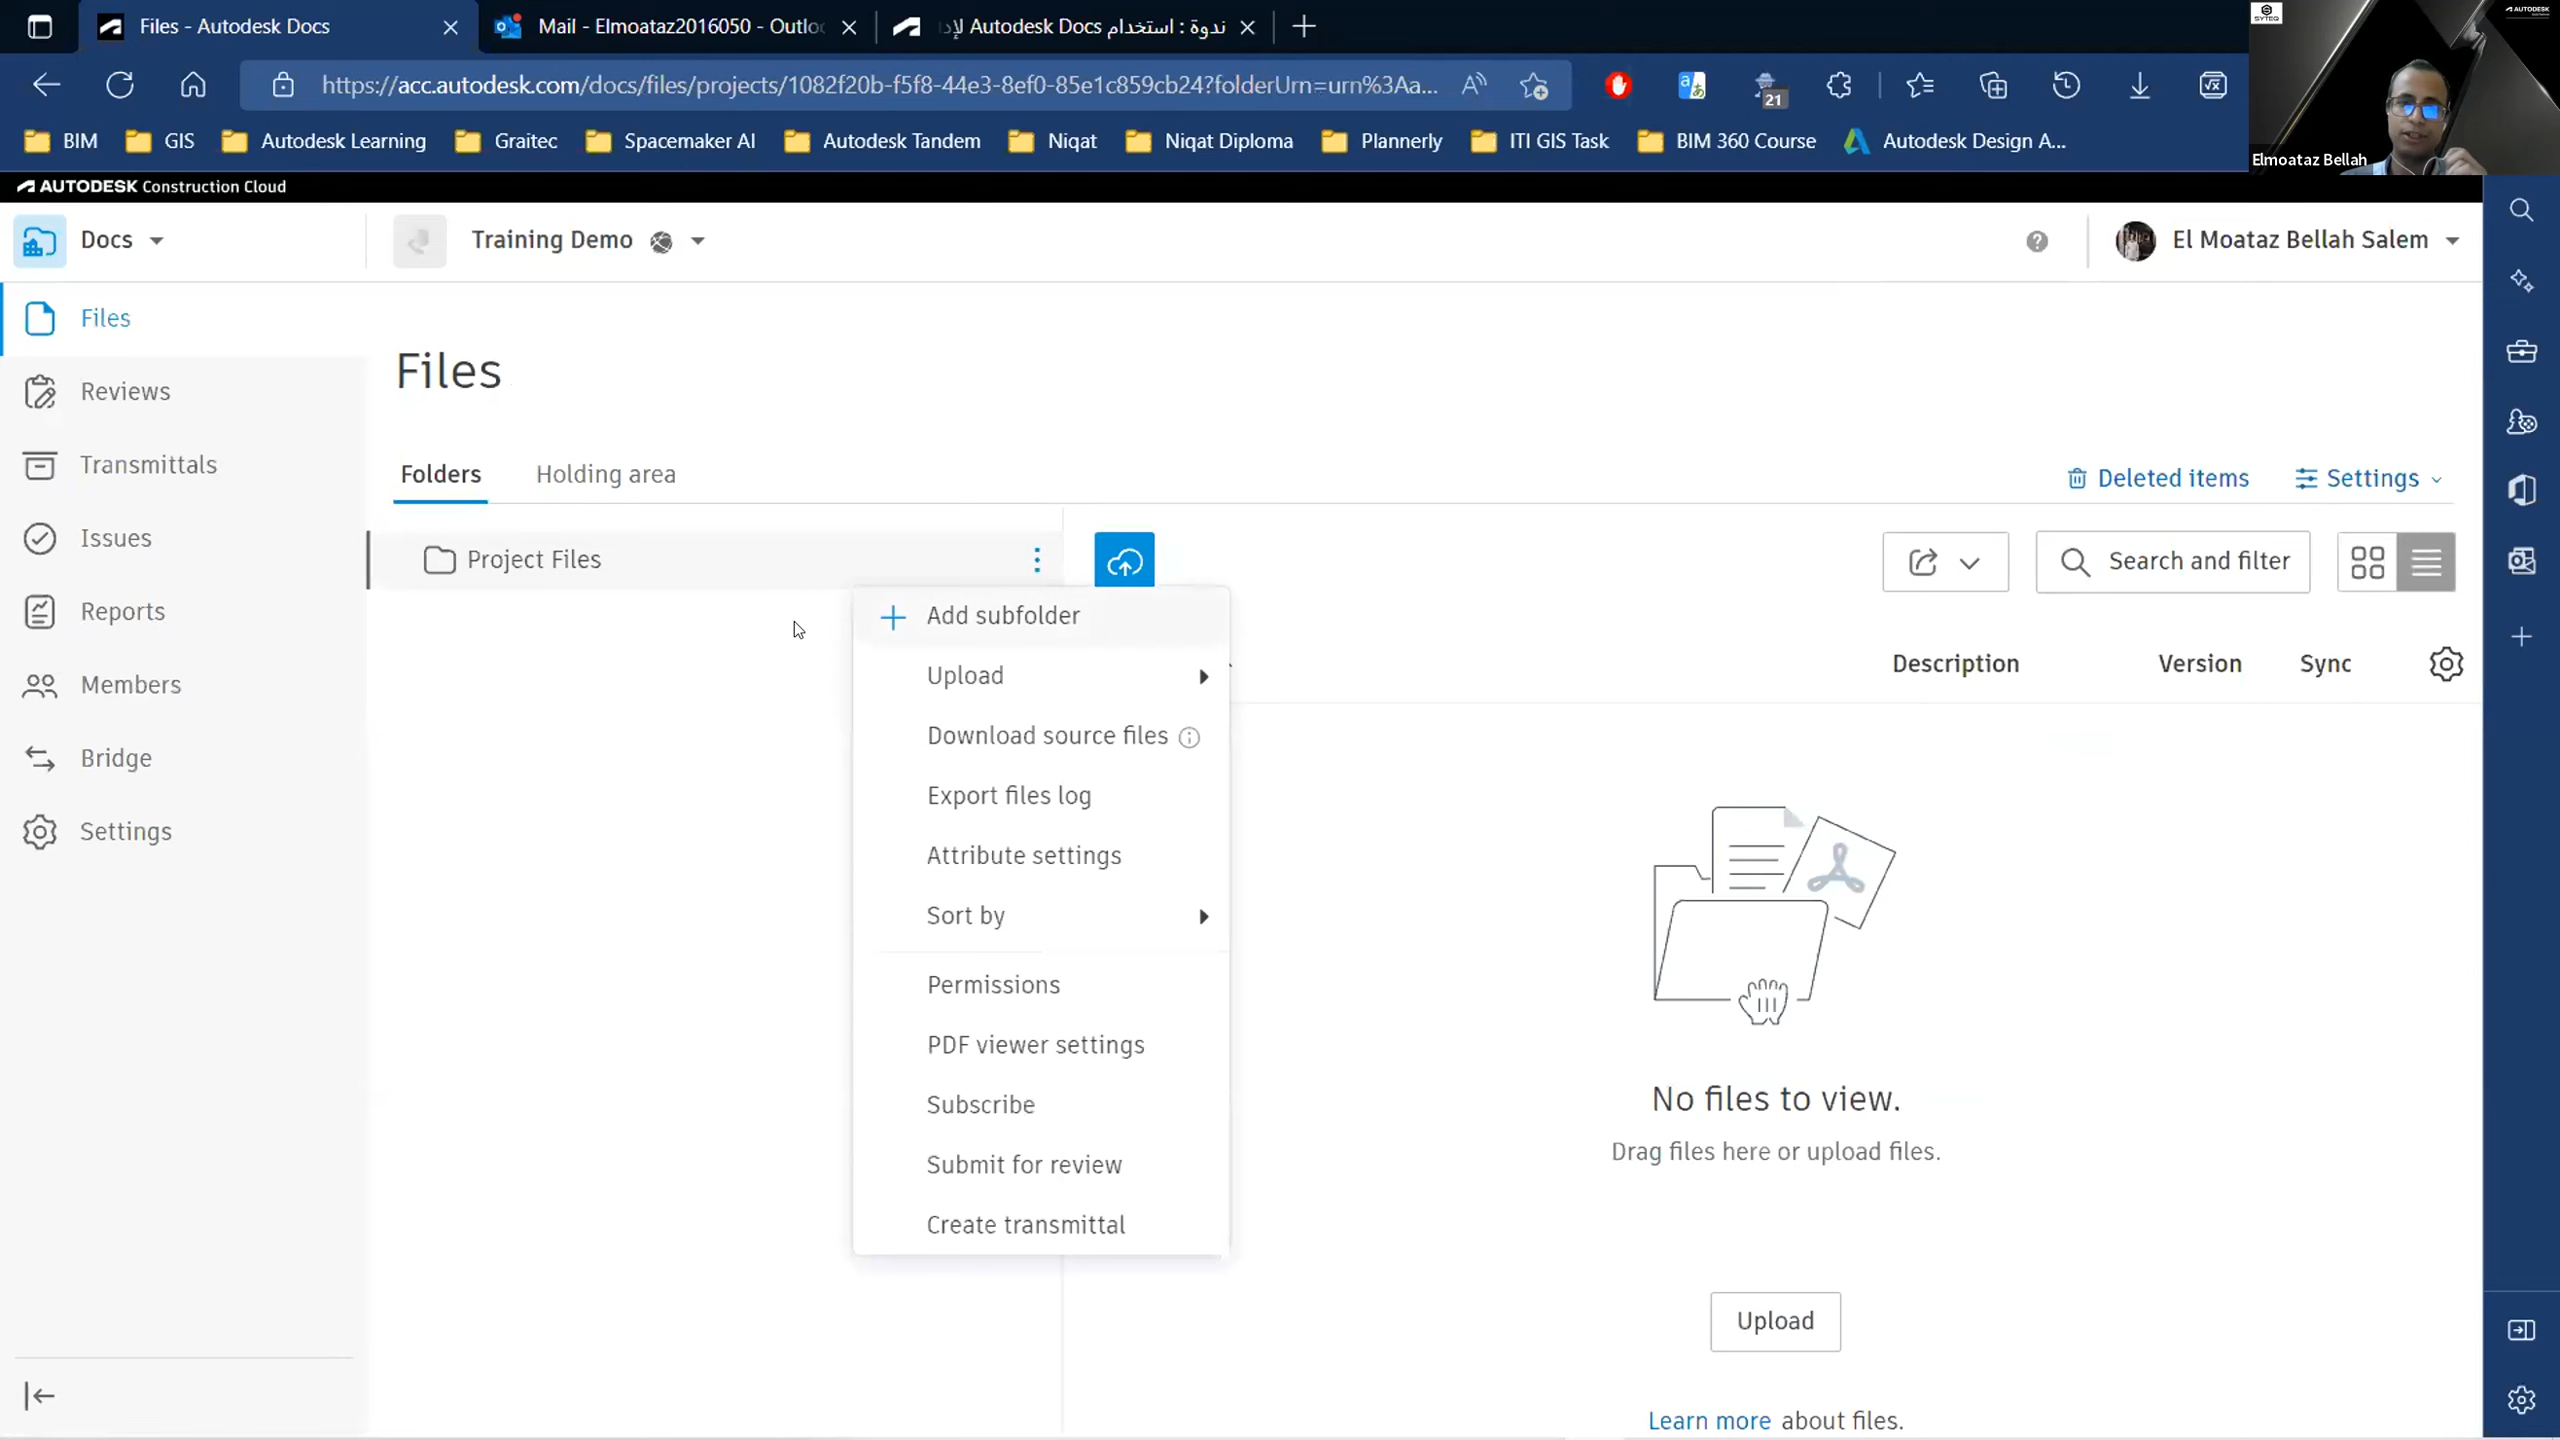 Files - Autodesk Docs
Mail - Elmoataz2016050 - Outlo
ندوة : استخدام Autodesk Docs لإد
SYTEQ
AUTODESK
https://acc.autodesk.com/docs/files/projects/1082f20b-f5f8-44e3-8ef0-85e1c859cb24?folderUrn=urn%3Aa...
21
BIM
GIS
Autodesk Learning
Graitec
Spacemaker AI
Autodesk Tandem
Niqat
Niqat Diploma
Plannerly
ITI GIS Task
BIM 360 Course
Autodesk Design A...
Elmoataz Bellah
AUTODESK Construction Cloud
Docs
Training Demo
El Moataz Bellah Salem
Files
Reviews
Transmittals
Issues
Reports
Members
Bridge
Settings
Files
Folders
Holding area
Deleted items
Settings
Project Files
Search and filter
Add subfolder
Upload
Download source files
Export files log
Attribute settings
Sort by
Permissions
PDF viewer settings
Subscribe
Submit for review
Create transmittal
Description
Version
Sync
No files to view.
Drag files here or upload files.
Upload
Learn more about files.